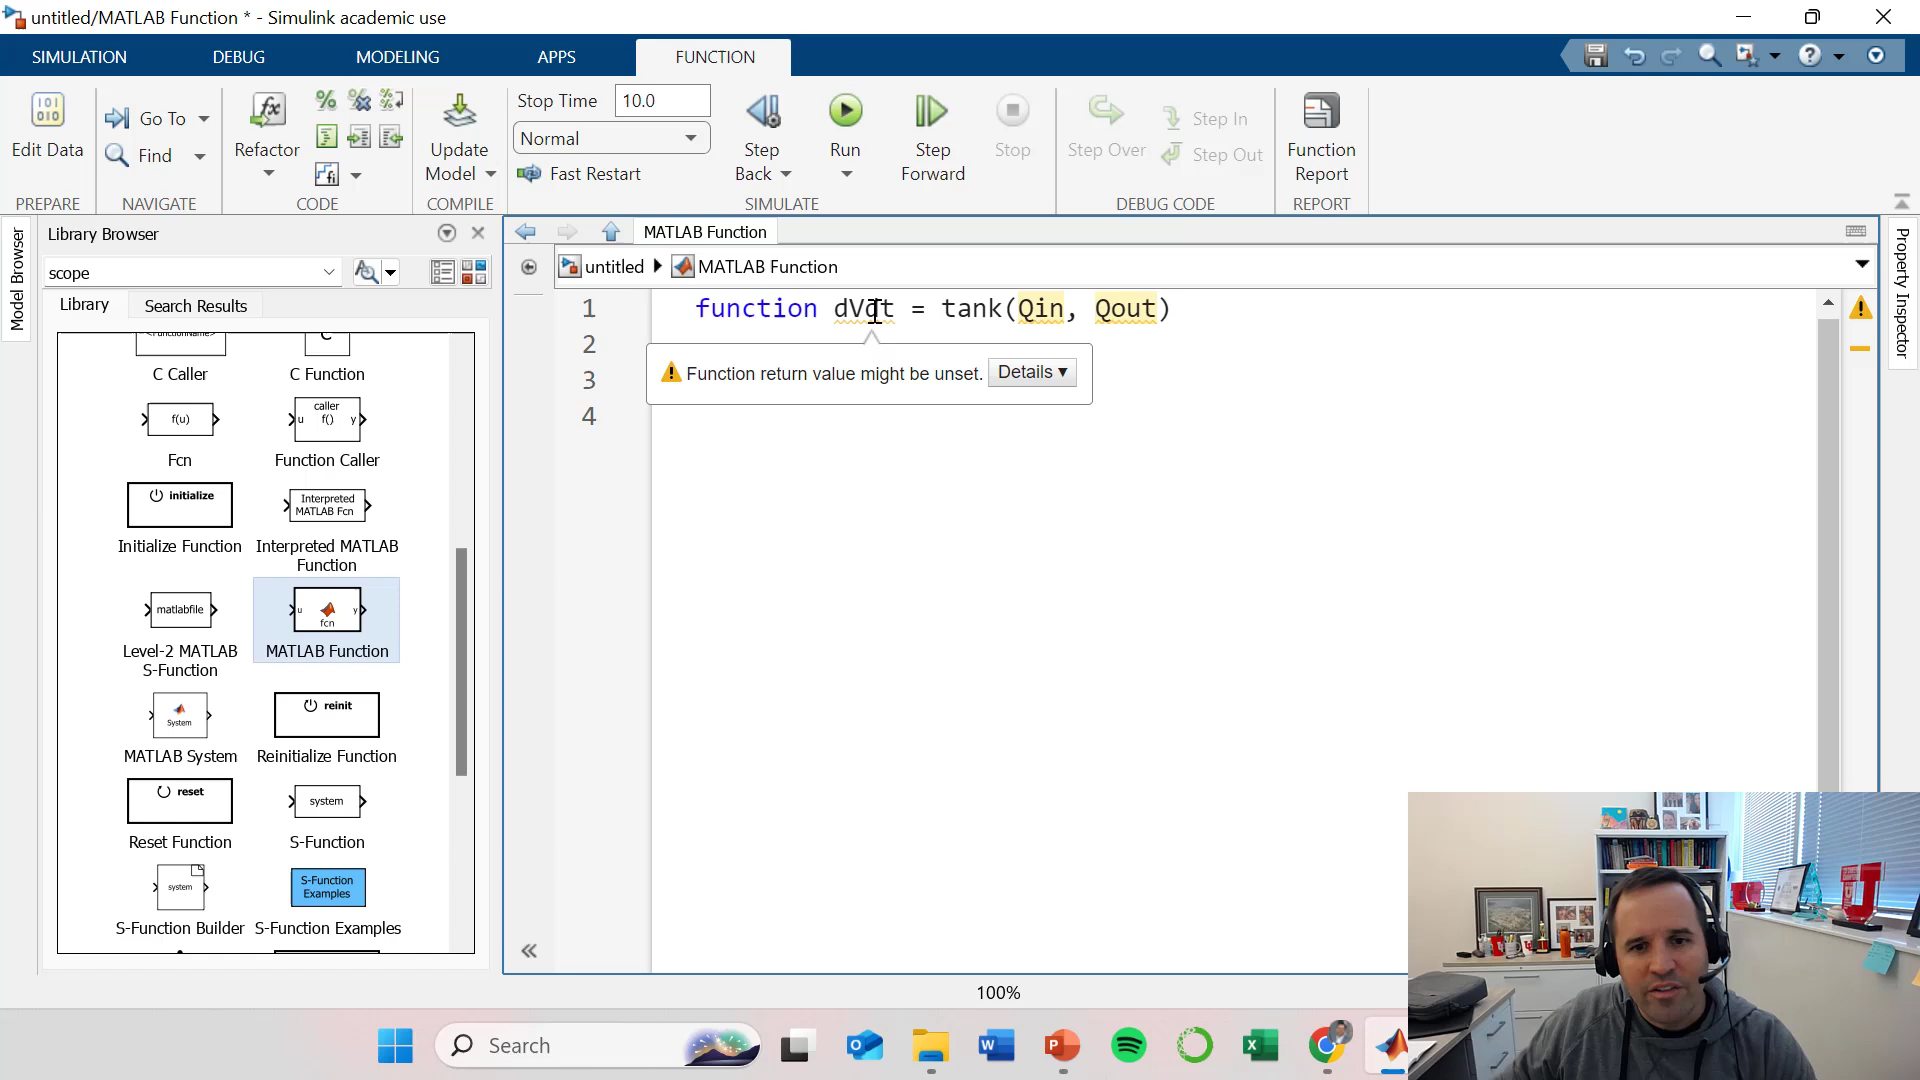 untitled/MATLAB Function * - Simulink academic use
SIMULATION DEBUG MODELING APPS FUNCTION
Edit Data
PREPARE
Go To
Find
NAVIGATE
Refactor
CODE
Update
Model
COMPILE
Stop Time 10.0
Normal
Fast Restart
Step
Back
Run
Step
Forward
Stop
SIMULATE
Step Over
Step In
Step Out
DEBUG CODE
Function
Report
REPORT
Model Browser
Library Browser
scope
Library Search Results
C Caller
C Function
f(u)
Fcn
caller
u f() y
Function Caller
initialize
Initialize Function
Interpreted
MATLAB Fcn
Interpreted MATLAB
Function
matlabfile
Level-2 MATLAB
S-Function
u y
fcn
MATLAB Function
System
MATLAB System
reinit
Reinitialize Function
reset
Reset Function
system
S-Function
system
S-Function Builder
S-Function
Examples
S-Function Examples
MATLAB Function
untitled MATLAB Function
1 function dVdt = tank(Qin, Qout)
2
3
4
Function return value might be unset. Details ▾
Property Inspector
100%
Search